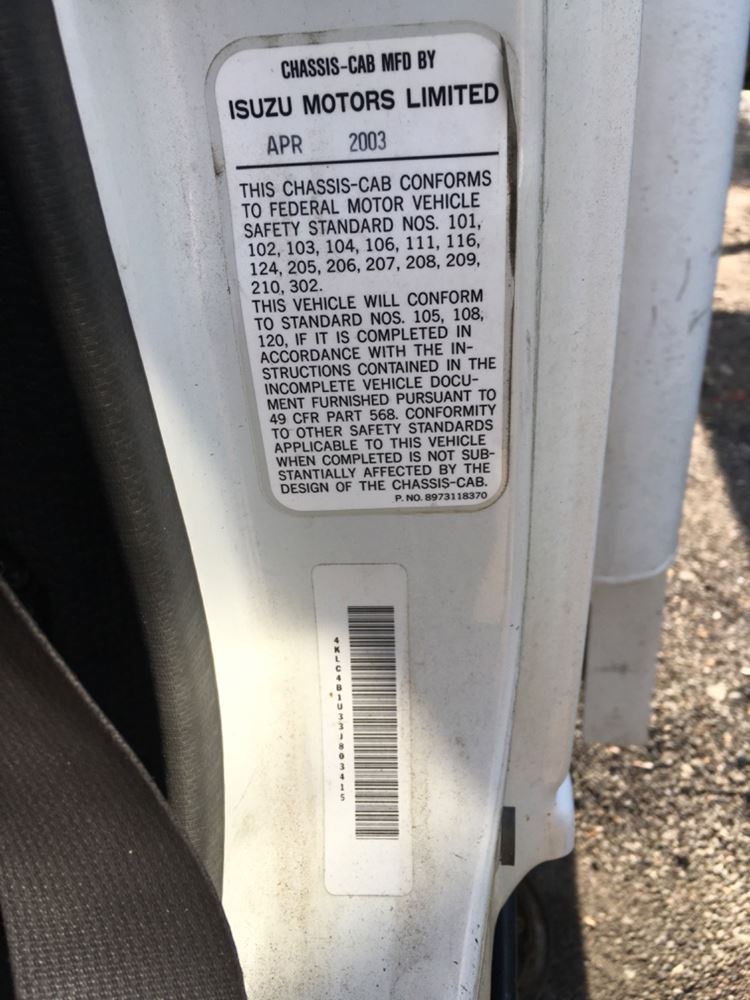 CHASSIS-CAB MFD BY
ISUZU MOTORS LIMITED
APR 2003
THIS CHASSIS-CAB CONFORMS
TO FEDERAL MOTOR VEHICLE
SAFETY STANDARD NOS. 101,
102, 103, 104, 106, 111, 116,
124, 205, 206, 207, 208, 209,
210, 302.
THIS VEHICLE WILL CONFORM
TO STANDARD NOS. 105, 108,
120, IF IT IS COMPLETED IN
ACCORDANCE WITH THE IN-
STRUCTIONS CONTAINED IN THE
INCOMPLETE VEHICLE DOCU-
MENT FURNISHED PURSUANT TO
49 CFR PART 568. CONFORMITY
TO OTHER SAFETY STANDARDS
APPLICABLE TO THIS VEHICLE
WHEN COMPLETED IS NOT SUB-
STANTIALLY AFFECTED BY THE
DESIGN OF THE CHASSIS-CAB.
P. NO. 8973118370
4KLC4B1U33J803415